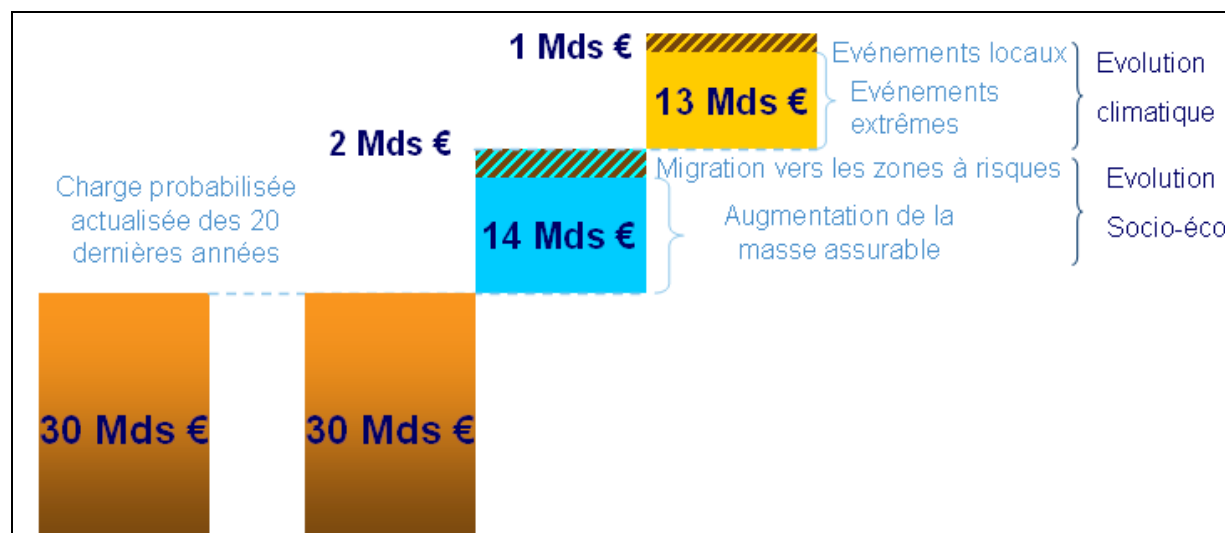 1 Mds €
Evénements locaux
Evolution
climatique
13 Mds €
Evénements
extrêmes
2 Mds €
Migration vers les zones à risques
Evolution
Socio-éco
Charge probabilisée
actualisée des 20
dernières années
14 Mds €
Augmentation de la
masse assurable
30 Mds €
30 Mds €